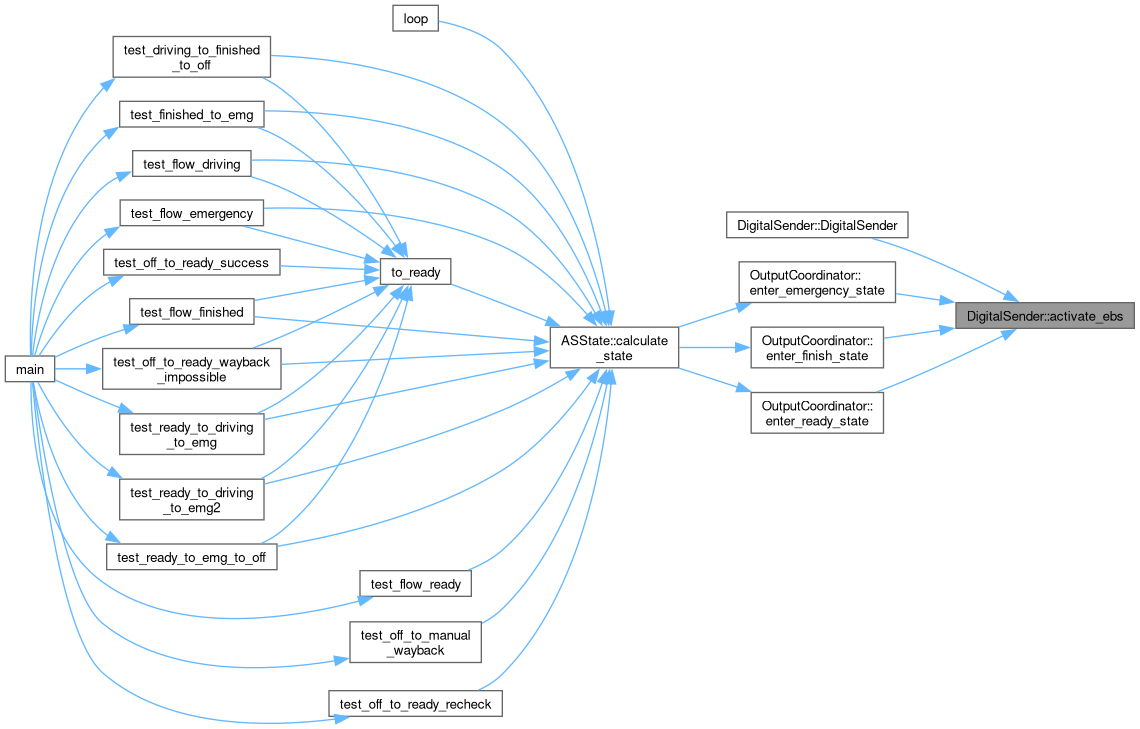 loop
test_driving_to_finished
_to_off
test_finished_to_emg
test_flow_driving
test_flow_emergency
test_off_to_ready_success
test_flow_finished
test_off_to_ready_wayback
_impossible
main
test_ready_to_driving
_to_emg
test_ready_to_driving
_to_emg2
test_ready_to_emg_to_off
to_ready
test_flow_ready
test_off_to_manual
_wayback
test_off_to_ready_recheck
ASState::calculate
_state
DigitalSender::DigitalSender
OutputCoordinator::
enter_emergency_state
OutputCoordinator::
enter_finish_state
OutputCoordinator::
enter_ready_state
DigitalSender::activate_ebs